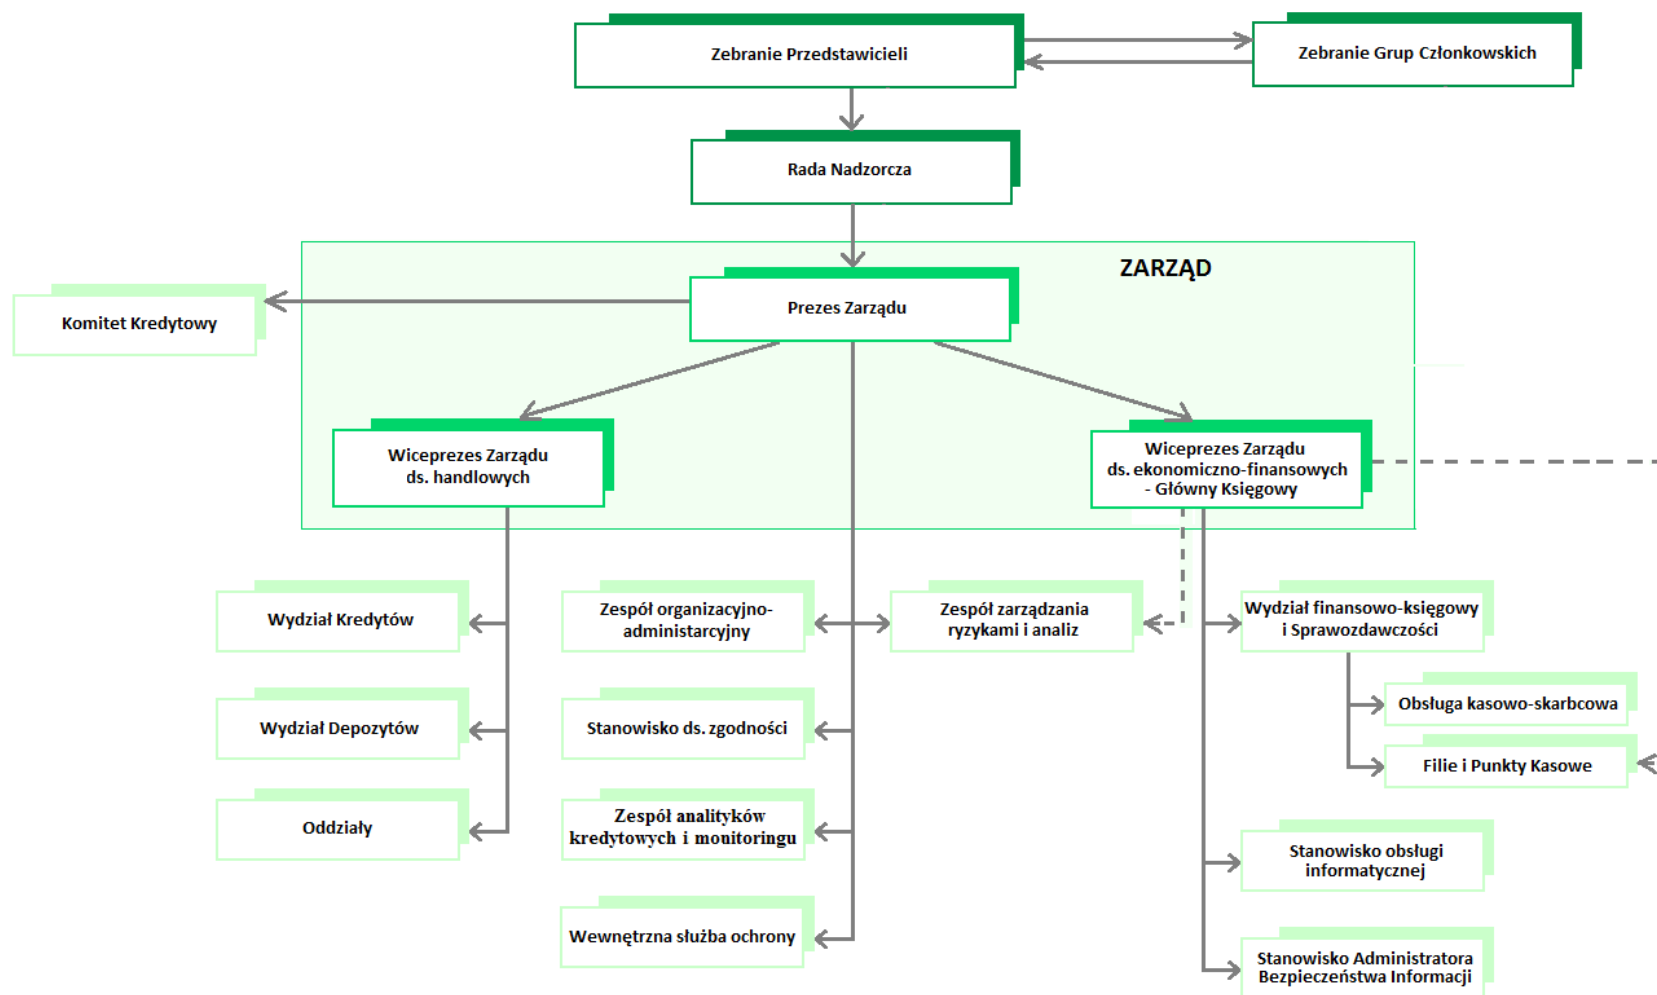 Zebranie Przedstawicieli
Zebranie Grup Członkowskich
Rada Nadzorcza
ZARZĄD
Prezes Zarządu
Komitet Kredytowy
Wiceprezes Zarządu
ds. handlowych
Wiceprezes Zarządu
ds. ekonomiczno-finansowych
- Główny Księgowy
Wydział Kredytów
Zespół organizacyjno-
administarcyjny
Zespół zarządzania
ryzykami i analiz
Wydział finansowo-księgowy
i Sprawozdawczości
Obsługa kasowo-skarbcowa
Wydział Depozytów
Stanowisko ds. zgodności
Filie i Punkty Kasowe
Oddziały
Zespół analityków
kredytowych i monitoringu
Stanowisko obsługi
informatycznej
Wewnętrzna służba ochrony
Stanowisko Administratora
Bezpieczeństwa Informacji